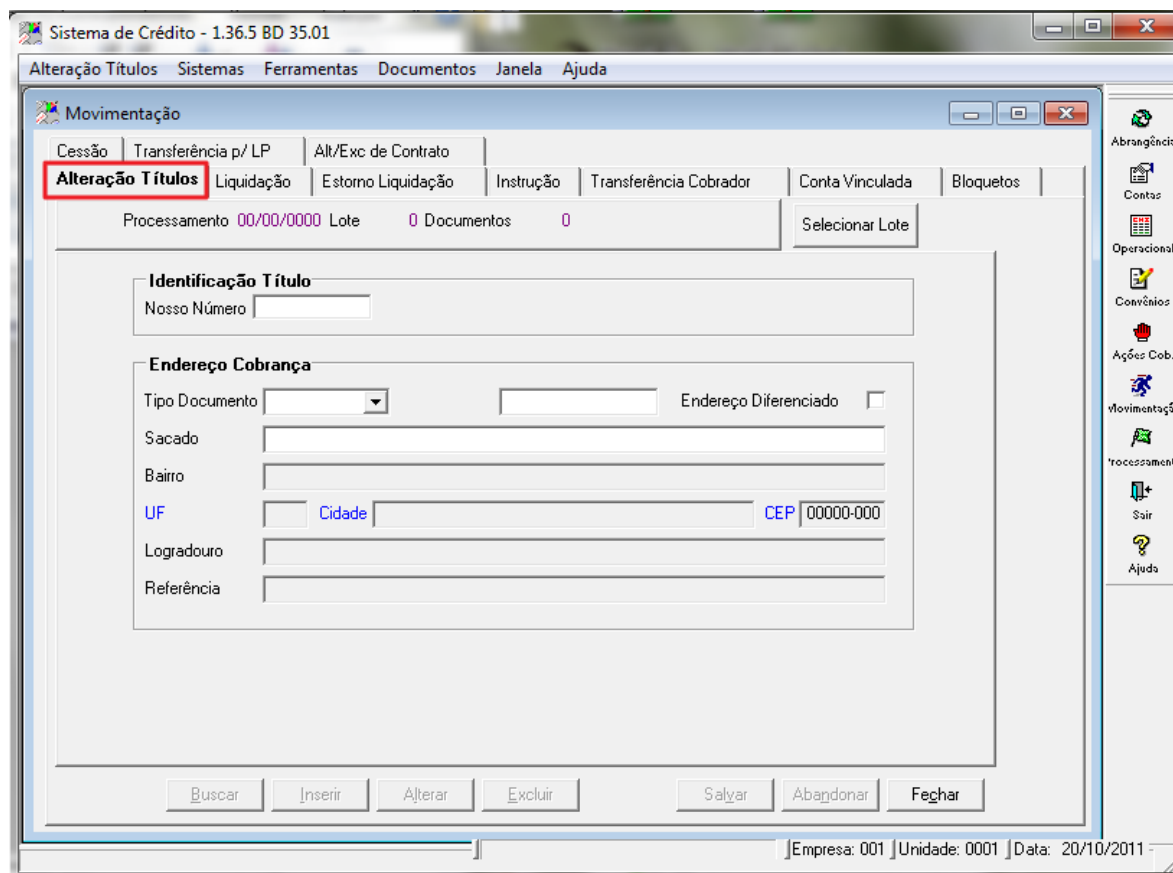 Sistema de Crédito - 1.36.5 BD 35.01
Alteração Títulos Sistemas Ferramentas Documentos Janela Ajuda
Movimentação
Cessão Transferência p/ LP Alt/Exc de Contrato
Alteração Títulos Liquidação Estorno Liquidação Instrução Transferência Cobrador Conta Vinculada Bloquetos
Processamento 00/00/0000 Lote 0 Documentos 0 Selecionar Lote
Identificação Título
Nosso Número
Endereço Cobrança
Tipo Documento Endereço Diferenciado
Sacado
Bairro
UF Cidade CEP 00000-000
Logradouro
Referência
Buscar Inserir Alterar Excluir Salvar Abandonar Fechar
Abrangência
Contas
Operacional
Convênios
Ações Cob.
Movimentaçã
Processament
Sair
Ajuda
Empresa: 001 Unidade: 0001 Data: 20/10/2011